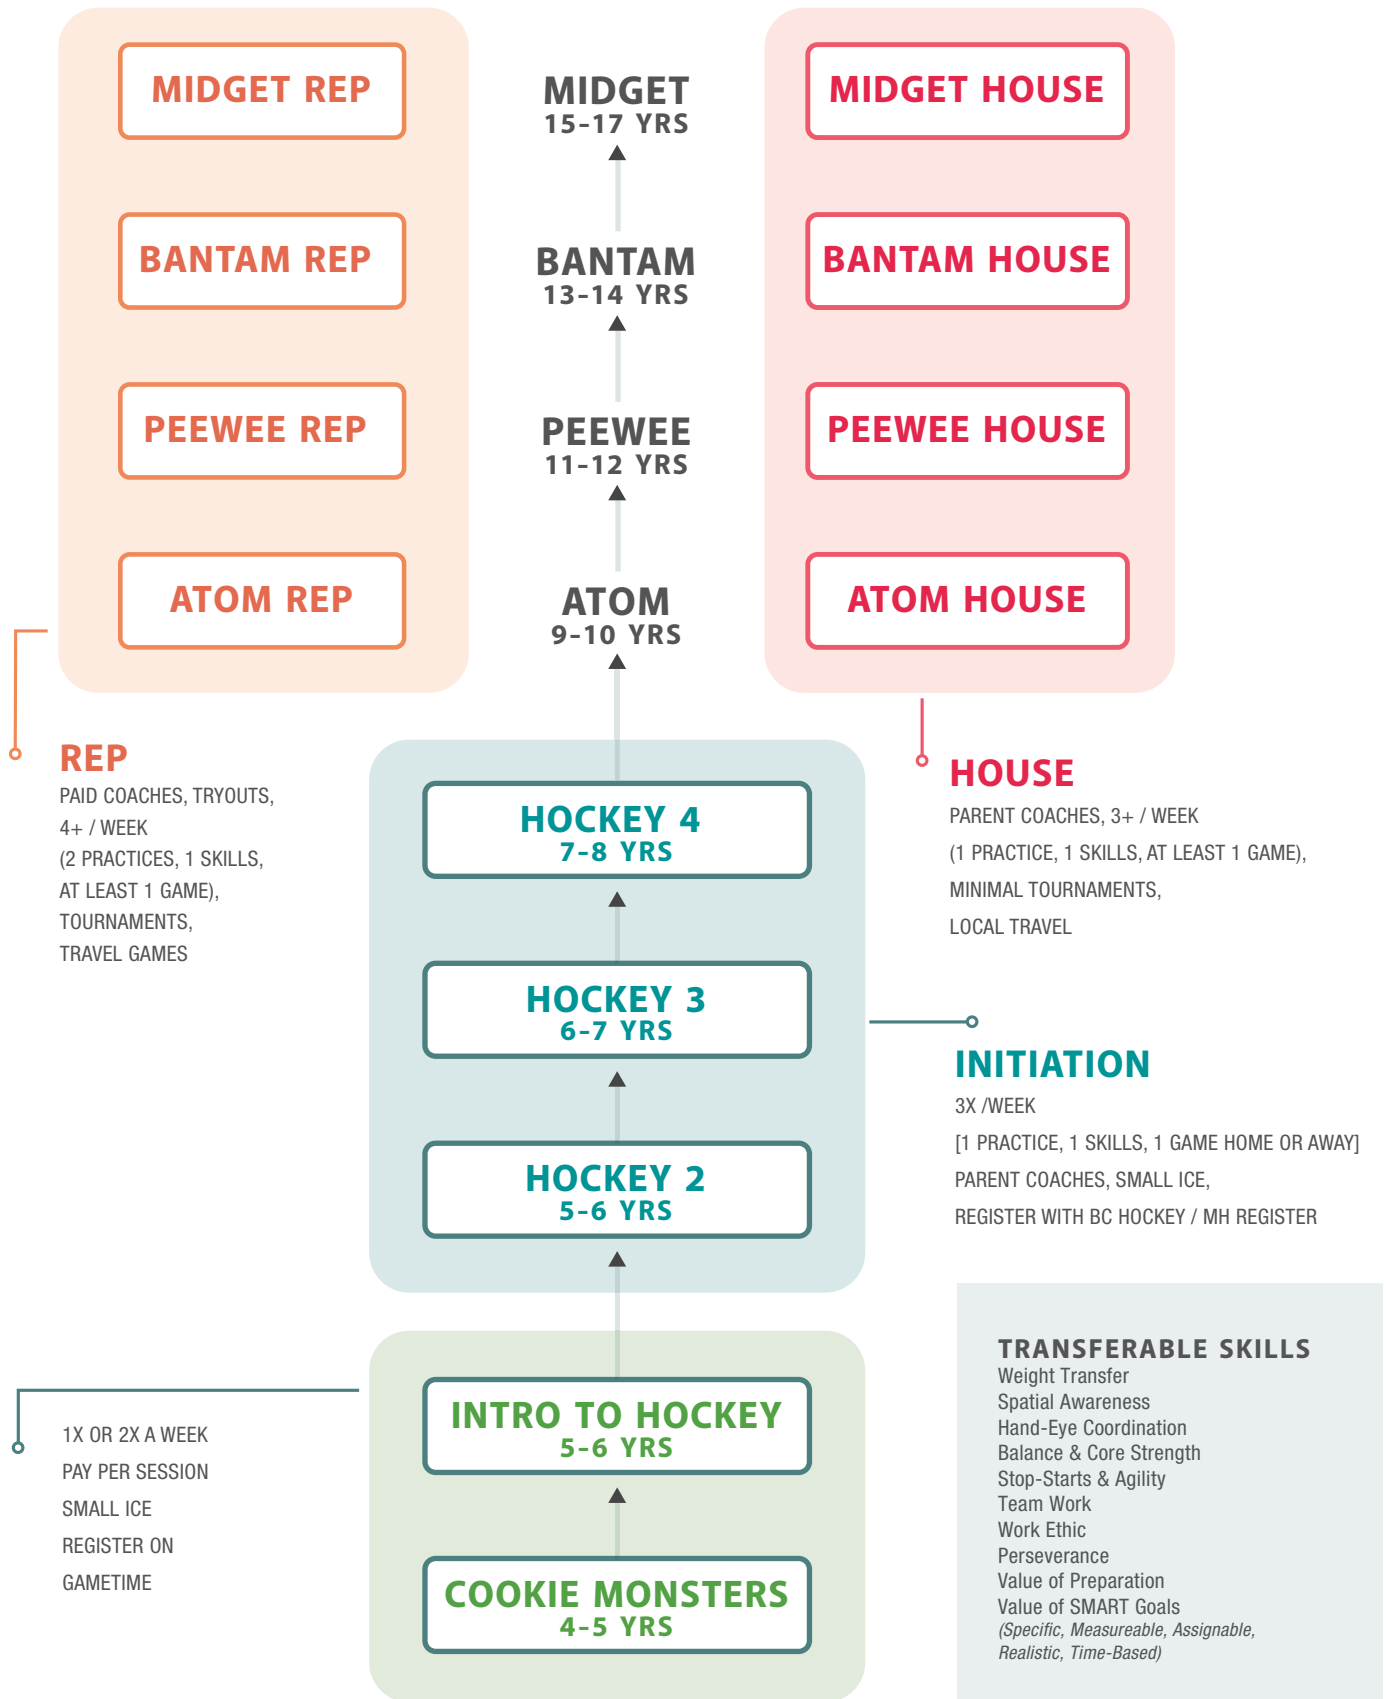 MIDGET REP
MIDGET
15-17 YRS
MIDGET HOUSE
BANTAM REP
BANTAM
13-14 YRS
BANTAM HOUSE
PEEWEE REP
PEEWEE
11-12 YRS
PEEWEE HOUSE
ATOM REP
ATOM
9-10 YRS
ATOM HOUSE
REP
PAID COACHES, TRYOUTS,
4+ / WEEK
(2 PRACTICES, 1 SKILLS,
AT LEAST 1 GAME),
TOURNAMENTS,
TRAVEL GAMES
HOUSE
PARENT COACHES, 3+ / WEEK
(1 PRACTICE, 1 SKILLS, AT LEAST 1 GAME),
MINIMAL TOURNAMENTS,
LOCAL TRAVEL
HOCKEY 4
7-8 YRS
HOCKEY 3
6-7 YRS
HOCKEY 2
5-6 YRS
INITIATION
3X /WEEK
[1 PRACTICE, 1 SKILLS, 1 GAME HOME OR AWAY]
PARENT COACHES, SMALL ICE,
REGISTER WITH BC HOCKEY / MH REGISTER
INTRO TO HOCKEY
5-6 YRS
COOKIE MONSTERS
4-5 YRS
1X OR 2X A WEEK
PAY PER SESSION
SMALL ICE
REGISTER ON
GAMETIME
TRANSFERABLE SKILLS
Weight Transfer
Spatial Awareness
Hand-Eye Coordination
Balance & Core Strength
Stop-Starts & Agility
Team Work
Work Ethic
Perseverance
Value of Preparation
Value of SMART Goals
(Specific, Measureable, Assignable,
Realistic, Time-Based)